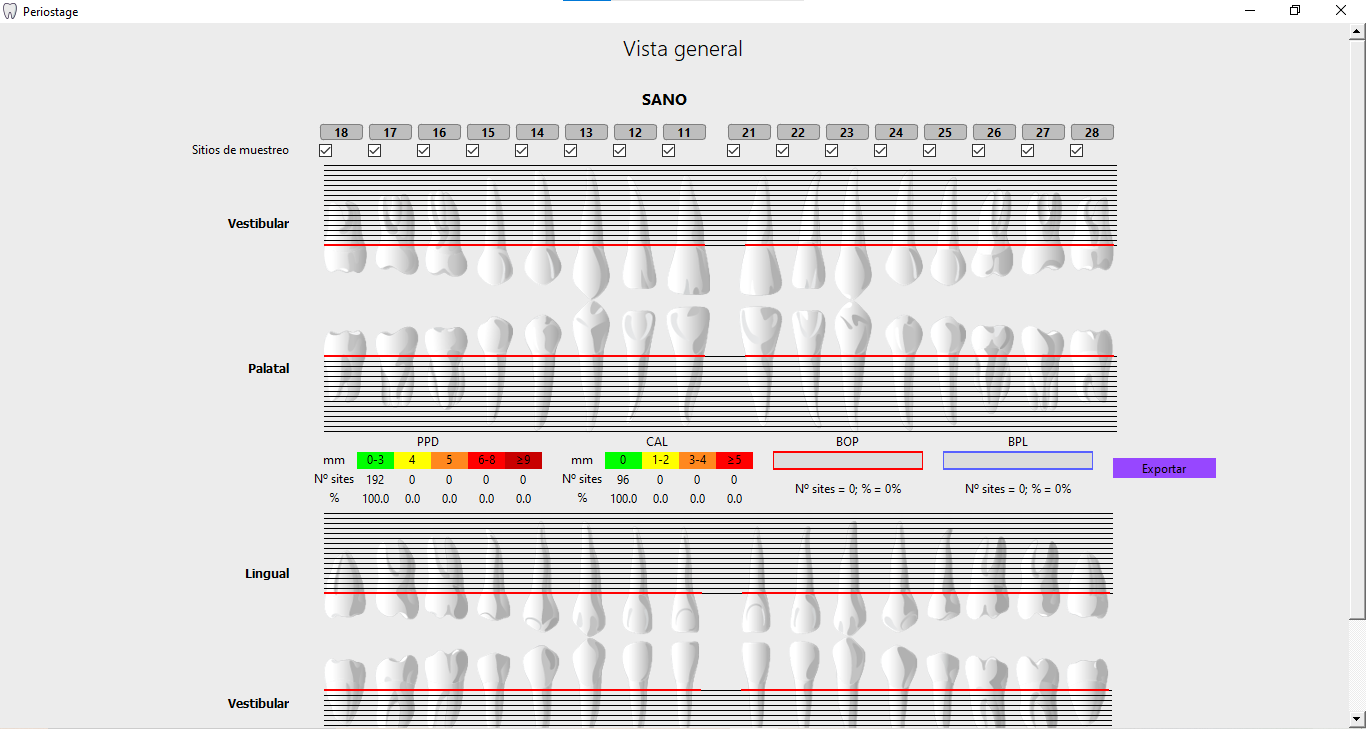 Periostage
Vista general
SANO
18 17 16 15 14 13 12 11 21 22 23 24 25 26 27 28
Sitios de muestreo
Vestibular
Palatal
PPD CAL BOP BPL
mm 0-3 4 5 6-8 ≥9 mm 0 1-2 3-4 ≥5 Exportar
Nº sites 192 0 0 0 0 Nº sites 96 0 0 0 Nº sites = 0; % = 0% Nº sites = 0; % = 0%
% 100.0 0.0 0.0 0.0 0.0 % 100.0 0.0 0.0 0.0
Lingual
Vestibular